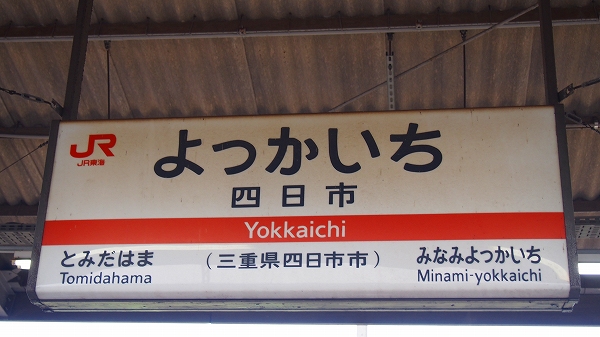 JR
JR東海
よっかいち
四日市
Yokkaichi
とみだはま
Tomidahama
(三重県四日市市)
みなみよっかいち
Minami-yokkaichi